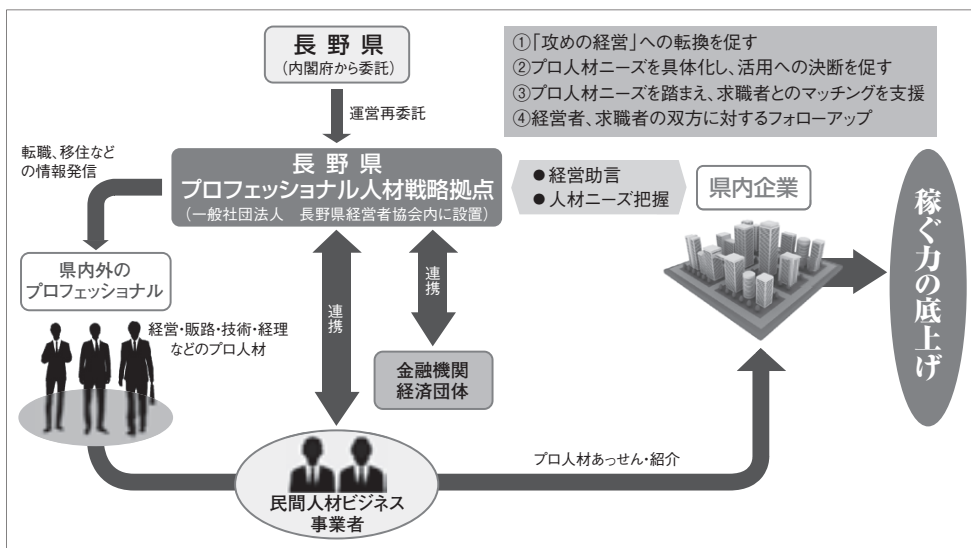 長野県
(内閣府から委託)
①「攻めの経営」への転換を促す
②プロ人材ニーズを具体化し、活用への決断を促す
③プロ人材ニーズを踏まえ、求職者とのマッチングを支援
④経営者、求職者の双方に対するフォローアップ
運営再委託
転職、移住など
の情報発信
長野県
プロフェッショナル人材戦略拠点
(一般社団法人 長野県経営者協会内に設置)
●経営助言
●人材ニーズ把握
県内企業
稼ぐ力の底上げ
県内外の
プロフェッショナル
経営・販路・技術・経理
などのプロ人材
連携
連携
金融機関
経済団体
プロ人材あっせん・紹介
民間人材ビジネス
事業者